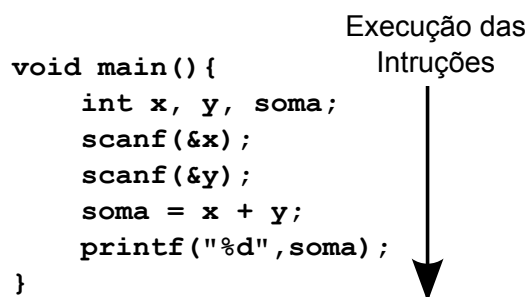 Execução das
Intruções
void main(){
int x, y, soma;
scanf(&x);
scanf(&y);
soma = x + y;
printf("%d",soma);
}